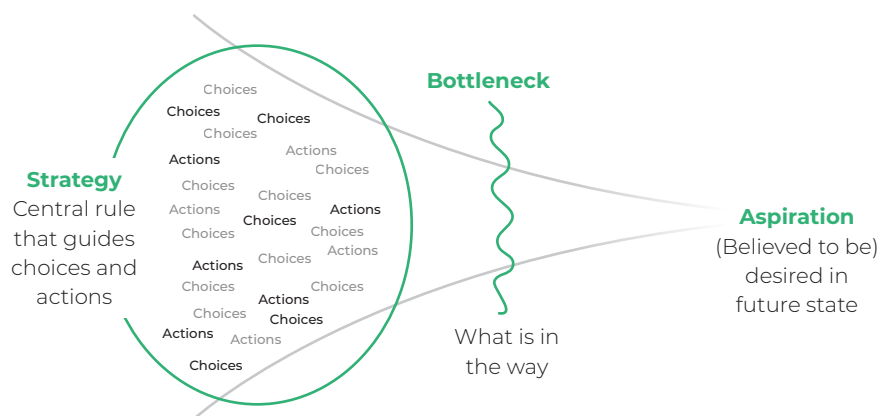 Strategy
Central rule
that guides
choices and
actions
Choices
Choices
Choices
Choices
Actions
Actions
Choices
Choices
Choices
Actions
Actions
Choices
Choices
Choices
Actions
Choices
Actions
Choices
Choices
Actions
Choices
Choices
Actions
Actions
Choices
Bottleneck
What is in
the way
Aspiration
(Believed to be)
desired in
future state